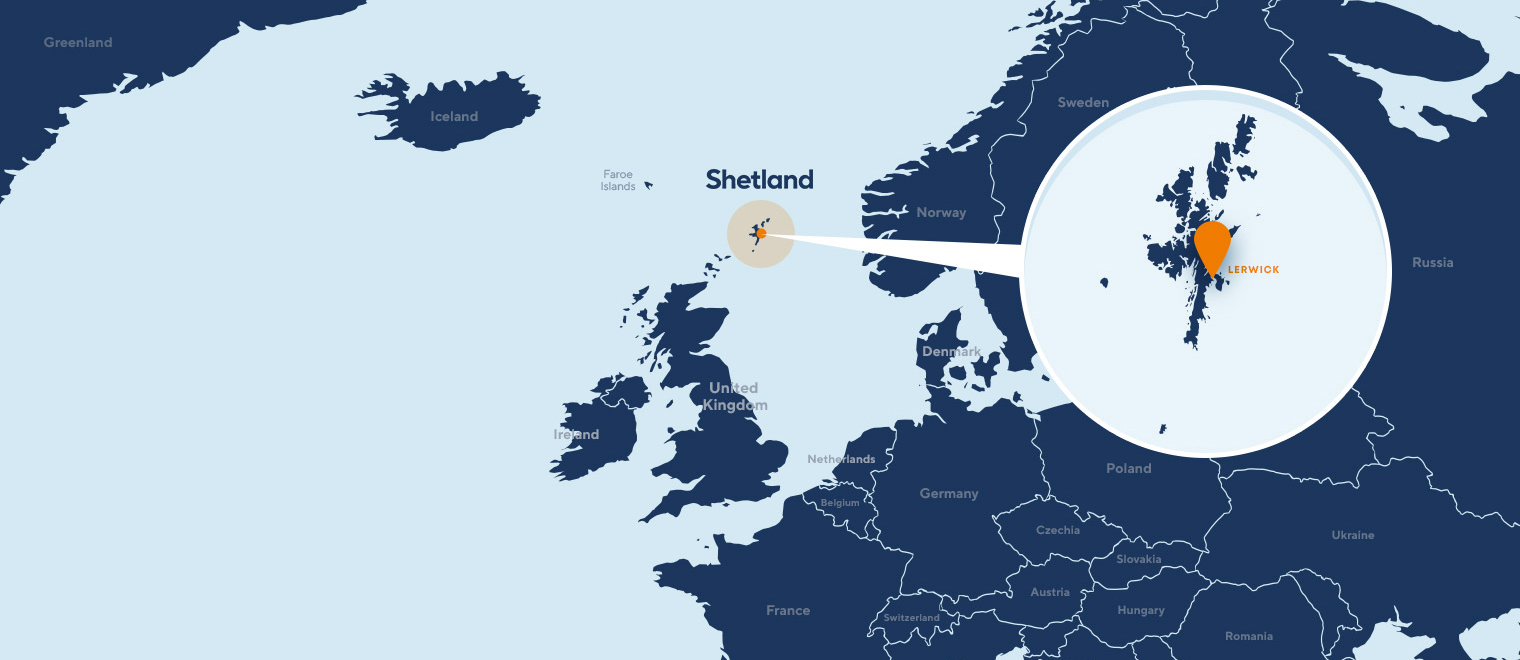 Greenland
Iceland
Sweden
Faroe
Islands
Shetland
Norway
Russia
LERWICK
Denmark
United
Kingdom
Ireland
Netherlands
Poland
Germany
Belgium
Czechia
Ukraine
Slovakia
Austria
France
Hungary
Switzerland
Romania